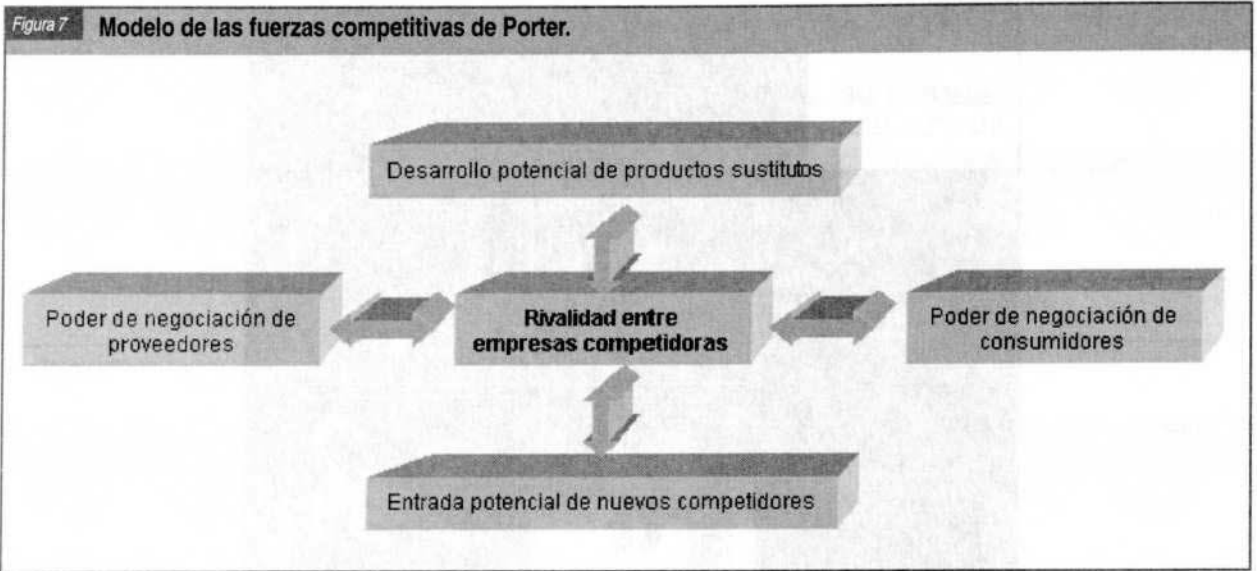 Figura 7
Modelo de las fuerzas competitivas de Porter.
Desarrollo potencial de productos sustitutos
Poder de negociación de
proveedores
Rivalidad entre
empresas competidoras
Poder de negociación de
consumidores
Entrada potencial de nuevos competidores